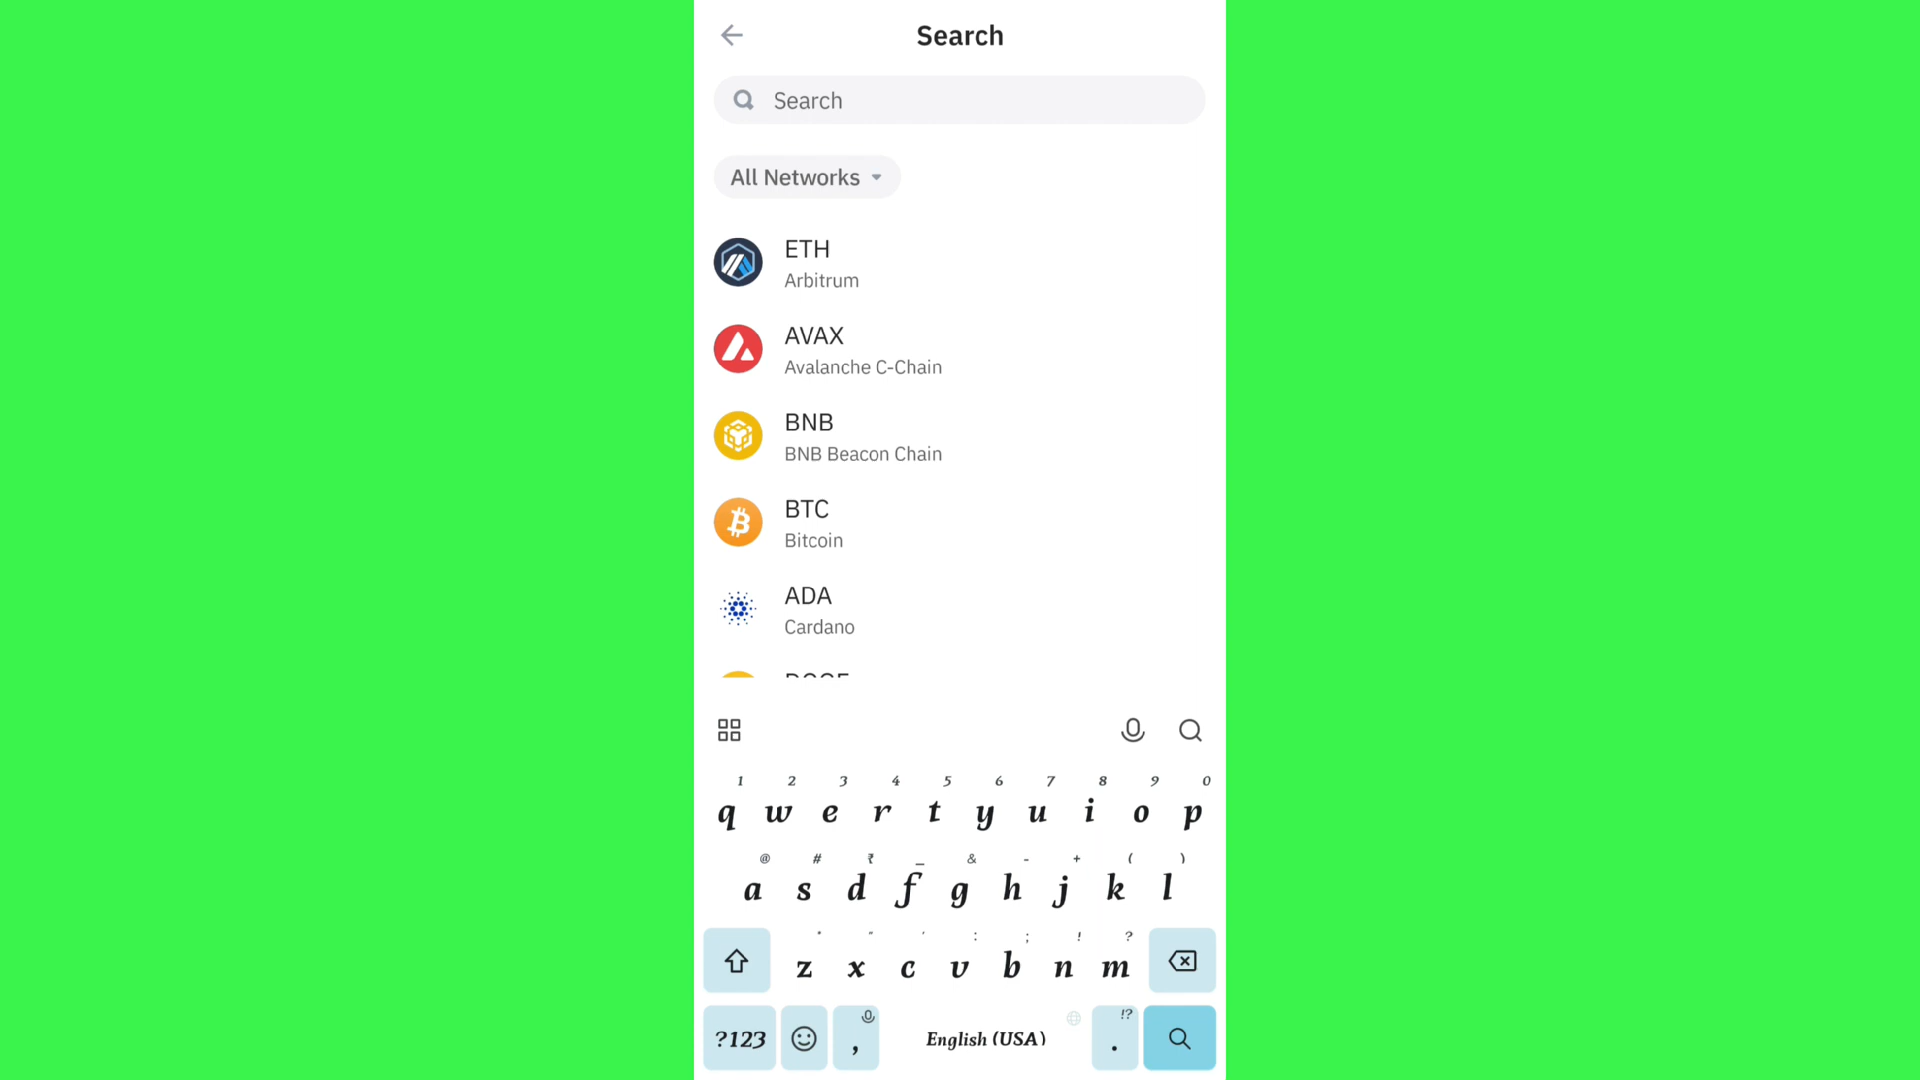 Search
Search
All Networks
ETH
Arbitrum
AVAX
Avalanche C-Chain
BNB
BNB Beacon Chain
BTC
Bitcoin
ADA
Cardano
1 2 3 4 5 6 7 8 9 0
q w e r t y u i o p
@ # ₹ _ & - + ( )
a s d f g h j k l
* " ' : ; ! ?
z x c v b n m
!?
?123 , English (USA) .